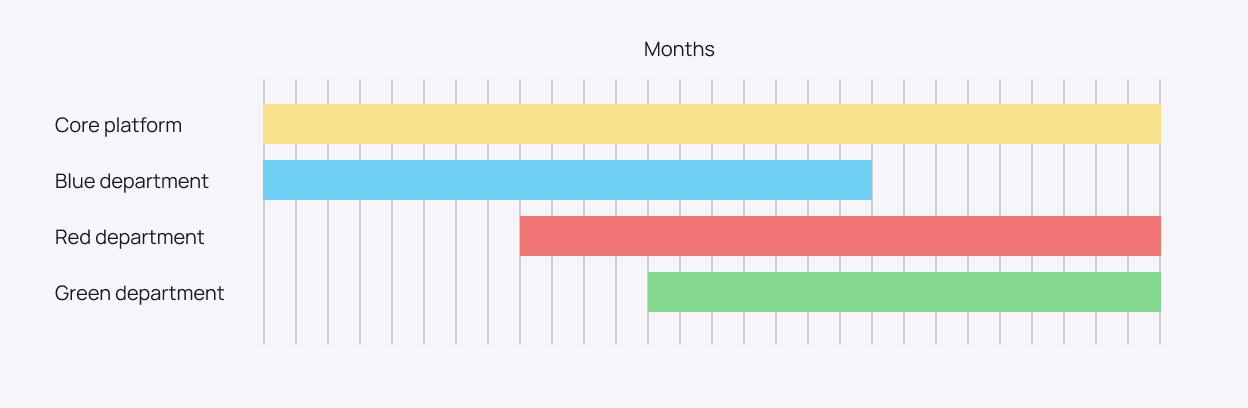 Months
Core platform
Blue department
Red department
Green department